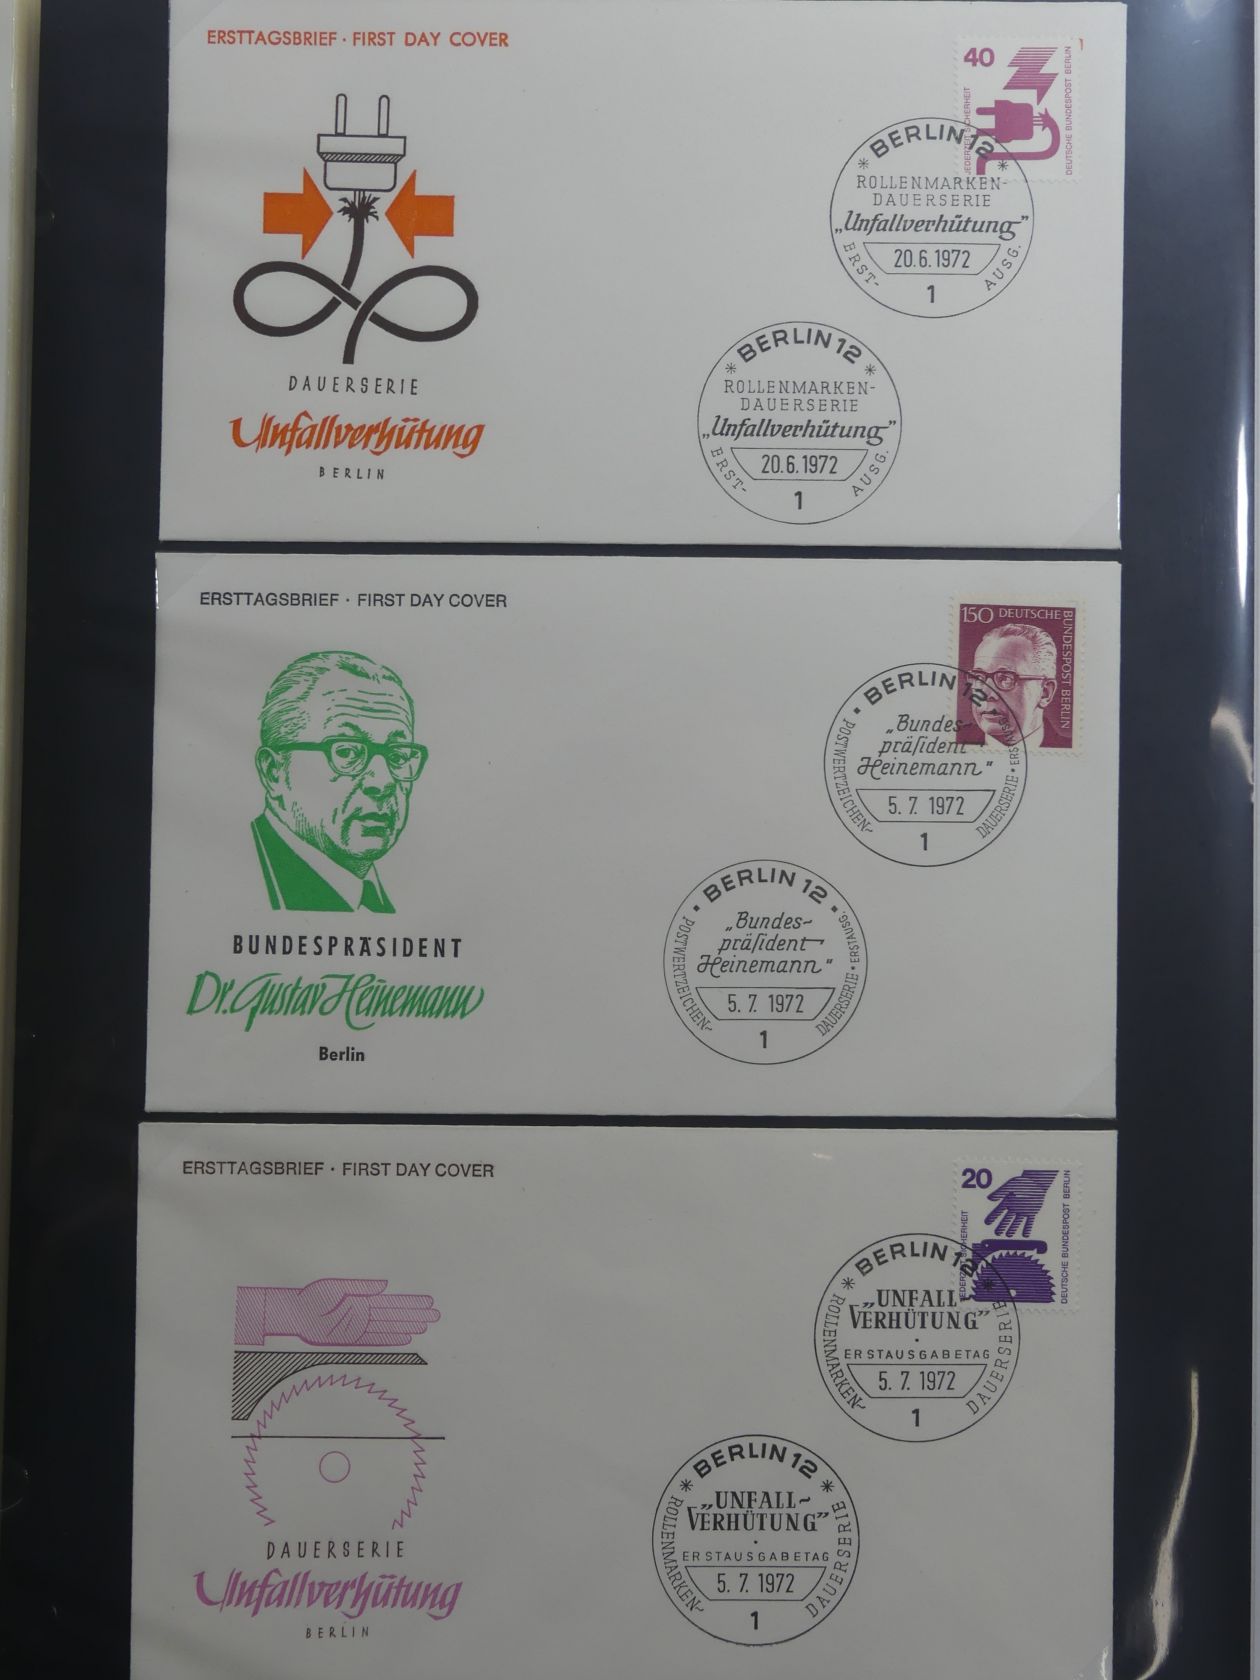 ERSTTAGSBRIEF · FIRST DAY COVER
40
JEDERZEIT SICHERHEIT
DEUTSCHE BUNDESPOST BERLIN
BERLIN 12
ROLLENMARKEN-
DAUERSERIE
„Unfallverhütung”
20.6.1972
ERST- AUSG.
1
BERLIN 12
ROLLENMARKEN-
DAUERSERIE
„Unfallverhütung”
20.6.1972
ERST- AUSG.
1
DAUERSERIE
Unfallverhütung
BERLIN
ERSTTAGSBRIEF · FIRST DAY COVER
150 DEUTSCHE
BUNDESPOST BERLIN
BERLIN 12
„Bundes-
präsident
Heinemann”
5.7.1972
POSTWERTZEICHEN- DAUERSERIE · ERSTAUSG.
1
BERLIN 12
„Bundes-
präsident
Heinemann”
5.7.1972
POSTWERTZEICHEN- DAUERSERIE · ERSTAUSG.
1
BUNDESPRÄSIDENT
Dr. Gustav Heinemann
Berlin
ERSTTAGSBRIEF · FIRST DAY COVER
20
JEDERZEIT SICHERHEIT
DEUTSCHE BUNDESPOST BERLIN
BERLIN 12
„UNFALL-
VERHÜTUNG”
ERSTAUSGABETAG
5.7.1972
ROLLENMARKEN- DAUERSERIE
1
BERLIN 12
„UNFALL-
VERHÜTUNG”
ERSTAUSGABETAG
5.7.1972
ROLLENMARKEN- DAUERSERIE
1
DAUERSERIE
Unfallverhütung
BERLIN